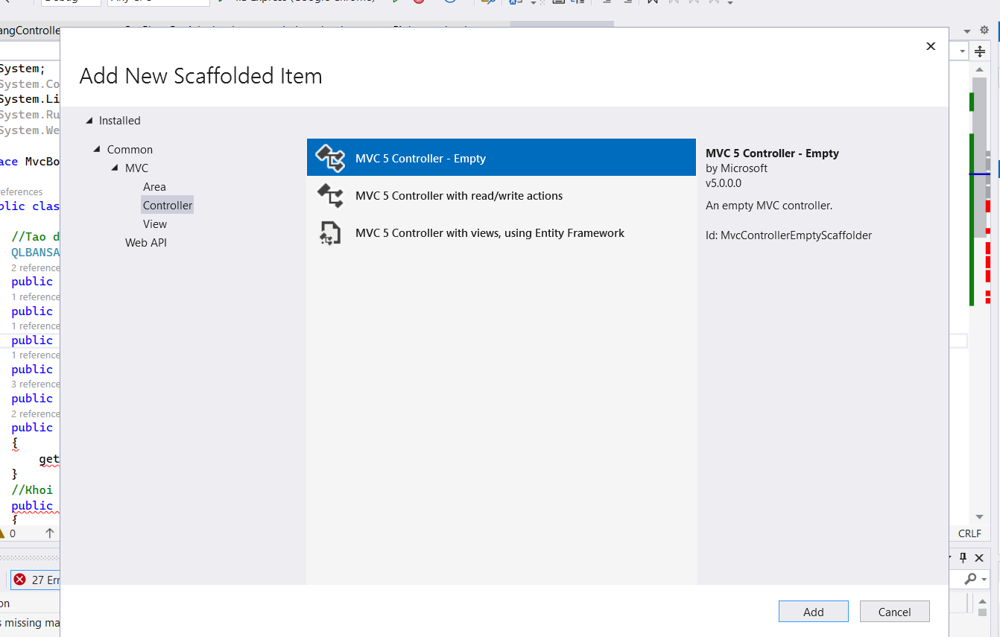 angControlle
System;
System.Co
System.Li
System.Ru
System.We
ace MvcBo
eferences
blic clas
//Tao d
QLBANSA
2 reference
public
1 reference
public
1 reference
public
1 reference
public
3 reference
public
2 reference
public
{
get
}
//Khoi
public
{
0
27 Err
on
s missing ma
Add New Scaffolded Item
Installed
Common
MVC
Area
Controller
View
Web API
MVC 5 Controller - Empty
MVC 5 Controller with read/write actions
MVC 5 Controller with views, using Entity Framework
MVC 5 Controller - Empty
by Microsoft
v5.0.0.0
An empty MVC controller.
Id: MvcControllerEmptyScaffolder
Add
Cancel
CRLF